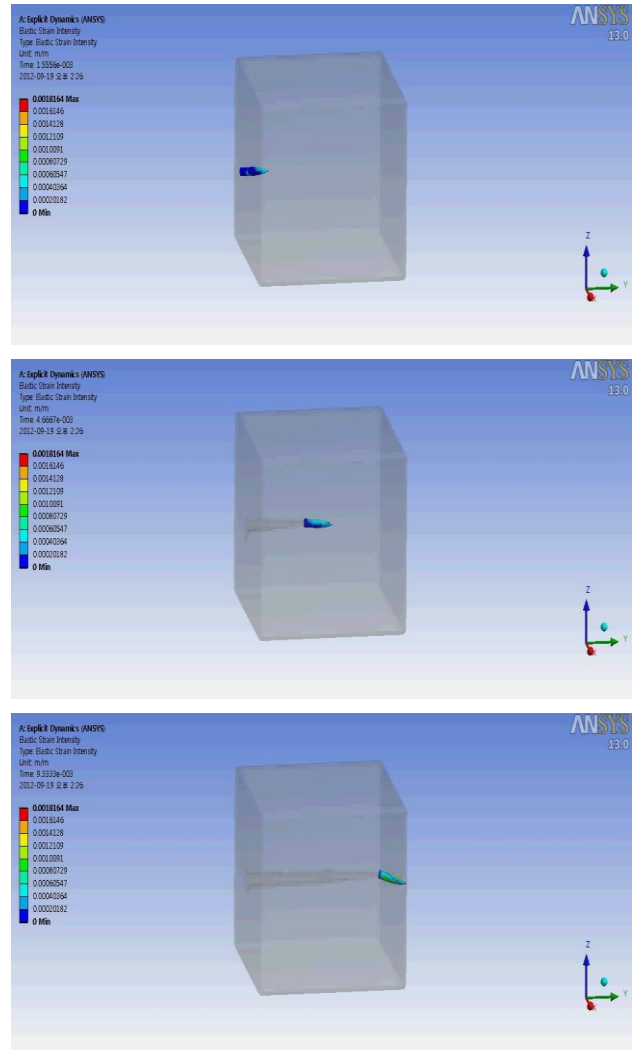 A: Explicit Dynamics (ANSYS)
Elastic Strain Intensity
Type: Elastic Strain Intensity
Unit: m/m
Time: 1.5556e-003
2012-09-19 오후 2:26
0.0018164 Max
0.0016146
0.0014128
0.0012109
0.0010091
0.00080729
0.00060547
0.00040364
0.00020182
0 Min
ANSYS
13.0
Z
Y
X
A: Explicit Dynamics (ANSYS)
Elastic Strain Intensity
Type: Elastic Strain Intensity
Unit: m/m
Time: 4.6667e-003
2012-09-19 오후 2:26
0.0018164 Max
0.0016146
0.0014128
0.0012109
0.0010091
0.00080729
0.00060547
0.00040364
0.00020182
0 Min
ANSYS
13.0
Z
Y
X
A: Explicit Dynamics (ANSYS)
Elastic Strain Intensity
Type: Elastic Strain Intensity
Unit: m/m
Time: 9.3333e-003
2012-09-19 오후 2:26
0.0018164 Max
0.0016146
0.0014128
0.0012109
0.0010091
0.00080729
0.00060547
0.00040364
0.00020182
0 Min
ANSYS
13.0
Z
Y
X